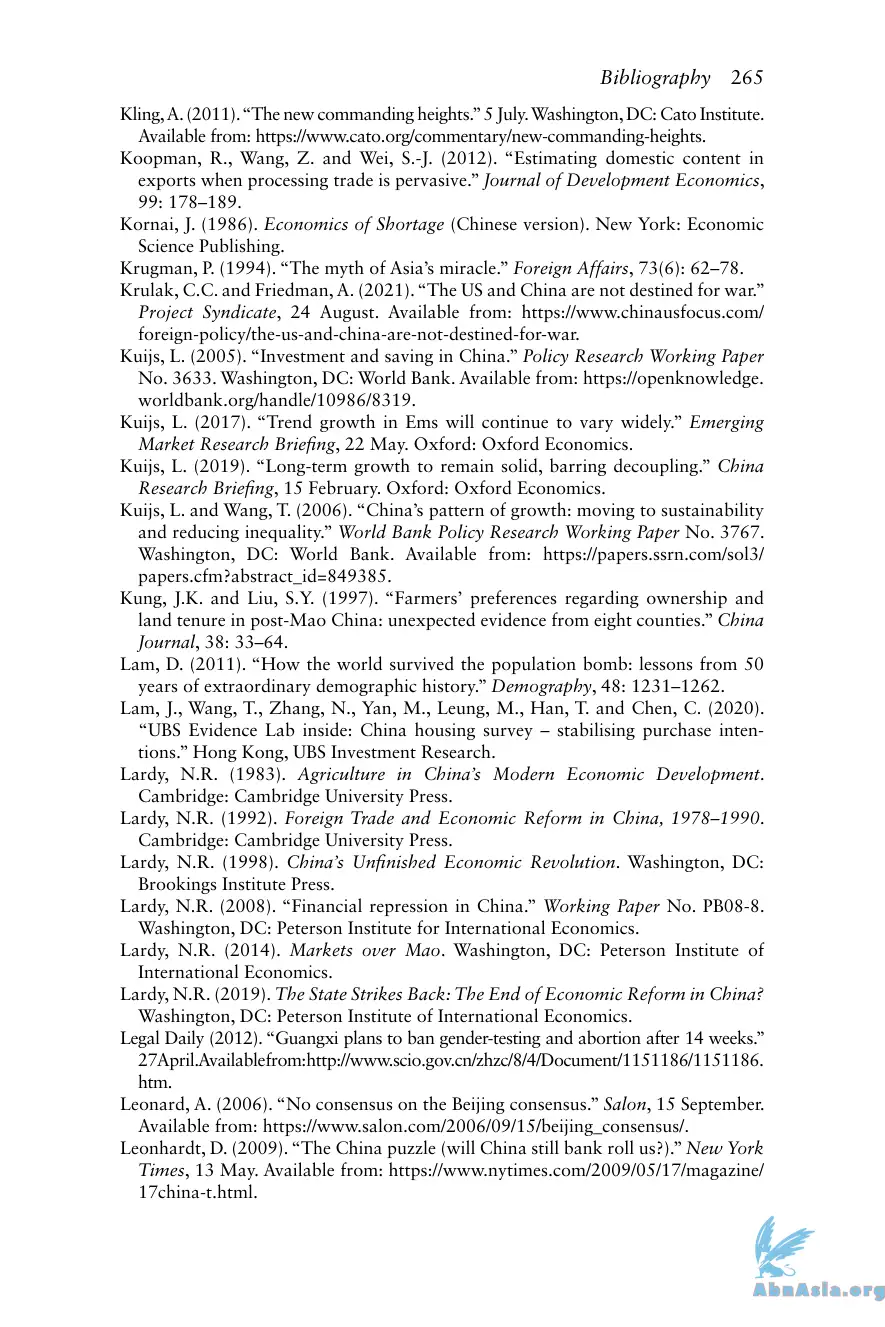 Bibliography 265
Kling, A. (2011). “The new commanding heights.” 5 July. Washington, DC: Cato Institute.
Available from: https://www.cato.org/commentary/new-commanding-heights.
Koopman, R., Wang, Z. and Wei, S.-J. (2012). “Estimating domestic content in
exports when processing trade is pervasive.” Journal of Development Economics,
99: 178–189.
Kornai, J. (1986). Economics of Shortage (Chinese version). New York: Economic
Science Publishing.
Krugman, P. (1994). “The myth of Asia’s miracle.” Foreign Affairs, 73(6): 62–78.
Krulak, C.C. and Friedman, A. (2021). “The US and China are not destined for war.”
Project Syndicate, 24 August. Available from: https://www.chinausfocus.com/
foreign-policy/the-us-and-china-are-not-destined-for-war.
Kuijs, L. (2005). “Investment and saving in China.” Policy Research Working Paper
No. 3633. Washington, DC: World Bank. Available from: https://openknowledge.
worldbank.org/handle/10986/8319.
Kuijs, L. (2017). “Trend growth in Ems will continue to vary widely.” Emerging
Market Research Briefing, 22 May. Oxford: Oxford Economics.
Kuijs, L. (2019). “Long-term growth to remain solid, barring decoupling.” China
Research Briefing, 15 February. Oxford: Oxford Economics.
Kuijs, L. and Wang, T. (2006). “China’s pattern of growth: moving to sustainability
and reducing inequality.” World Bank Policy Research Working Paper No. 3767.
Washington, DC: World Bank. Available from: https://papers.ssrn.com/sol3/
papers.cfm?abstract_id=849385.
Kung, J.K. and Liu, S.Y. (1997). “Farmers’ preferences regarding ownership and
land tenure in post-Mao China: unexpected evidence from eight counties.” China
Journal, 38: 33–64.
Lam, D. (2011). “How the world survived the population bomb: lessons from 50
years of extraordinary demographic history.” Demography, 48: 1231–1262.
Lam, J., Wang, T., Zhang, N., Yan, M., Leung, M., Han, T. and Chen, C. (2020).
“UBS Evidence Lab inside: China housing survey – stabilising purchase inten-
tions.” Hong Kong, UBS Investment Research.
Lardy, N.R. (1983). Agriculture in China’s Modern Economic Development.
Cambridge: Cambridge University Press.
Lardy, N.R. (1992). Foreign Trade and Economic Reform in China, 1978–1990.
Cambridge: Cambridge University Press.
Lardy, N.R. (1998). China’s Unfinished Economic Revolution. Washington, DC:
Brookings Institute Press.
Lardy, N.R. (2008). “Financial repression in China.” Working Paper No. PB08-8.
Washington, DC: Peterson Institute for International Economics.
Lardy, N.R. (2014). Markets over Mao. Washington, DC: Peterson Institute of
International Economics.
Lardy, N.R. (2019). The State Strikes Back: The End of Economic Reform in China?
Washington, DC: Peterson Institute of International Economics.
Legal Daily (2012). “Guangxi plans to ban gender-testing and abortion after 14 weeks.”
27April.Availablefrom:http://www.scio.gov.cn/zhzc/8/4/Document/1151186/1151186.
htm.
Leonard, A. (2006). “No consensus on the Beijing consensus.” Salon, 15 September.
Available from: https://www.salon.com/2006/09/15/beijing_consensus/.
Leonhardt, D. (2009). “The China puzzle (will China still bank roll us?).” New York
Times, 13 May. Available from: https://www.nytimes.com/2009/05/17/magazine/
17china-t.html.
AbnAsia.org